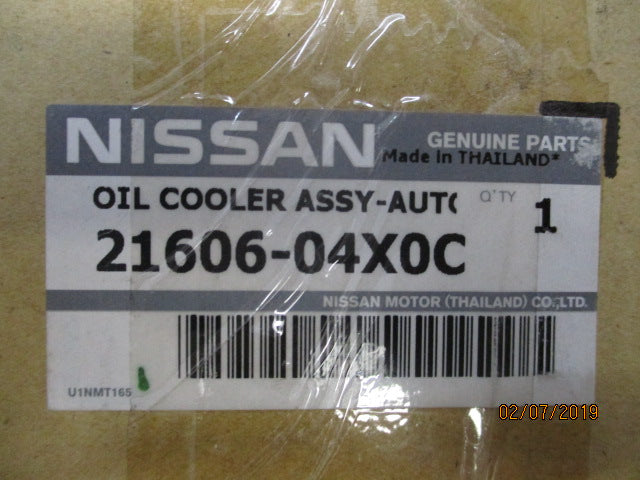 NISSAN
GENUINE PARTS
Made in THAILAND*
OIL COOLER ASSY-AUTO
Q'TY
1
21606-04X0C
NISSAN MOTOR (THAILAND) CO.,LTD.
U1NMT165
02/07/2019